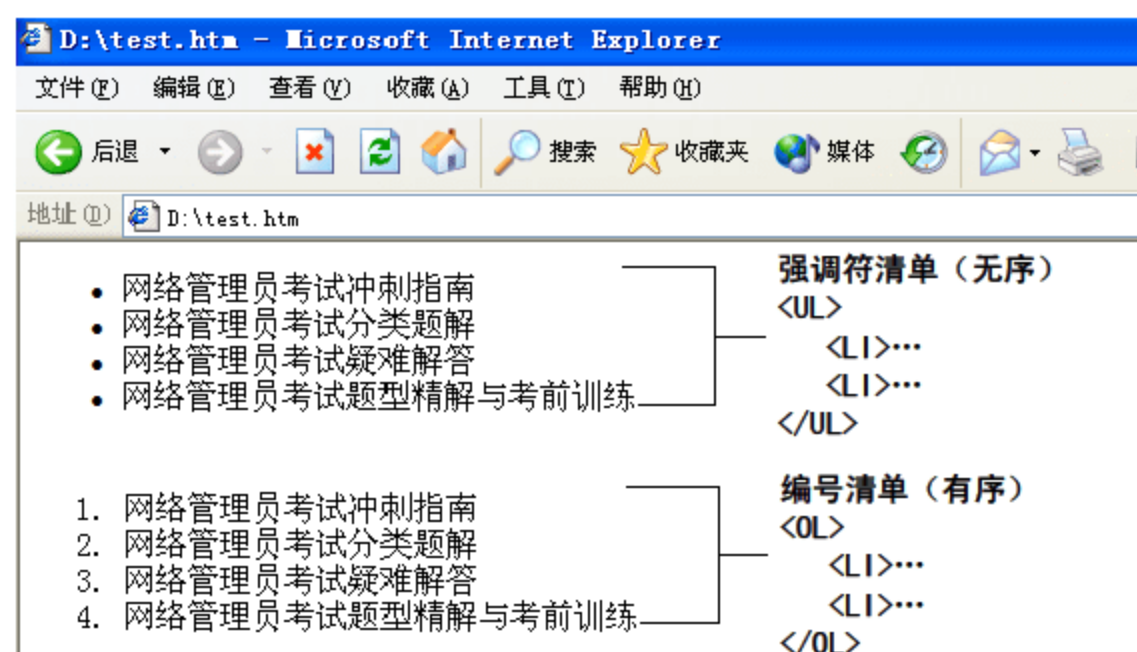 D:\test.htm - Microsoft Internet Explorer
文件(F) 编辑(E) 查看(V) 收藏(A) 工具(T) 帮助(H)
后退 搜索 收藏夹 媒体
地址(D) D:\test.htm
• 网络管理员考试冲刺指南
• 网络管理员考试分类题解
• 网络管理员考试疑难解答
• 网络管理员考试题型精解与考前训练
强调符清单（无序）
<UL>
<LI>…
<LI>…
</UL>
1. 网络管理员考试冲刺指南
2. 网络管理员考试分类题解
3. 网络管理员考试疑难解答
4. 网络管理员考试题型精解与考前训练
编号清单（有序）
<OL>
<LI>…
<LI>…
</OL>